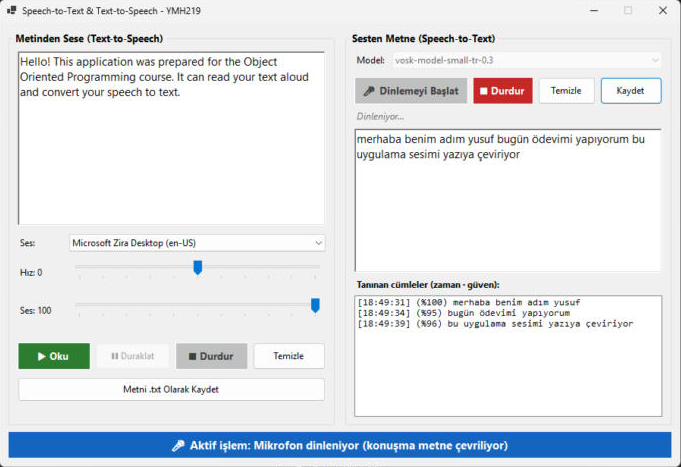 Speech-to-Text & Text-to-Speech - YMH219
Metinden Sese (Text-to-Speech)
Hello! This application was prepared for the Object
Oriented Programming course. It can read your text aloud
and convert your speech to text.
Ses:
Microsoft Zira Desktop (en-US)
Hız: 0
Ses: 100
Oku
Duraklat
Durdur
Temizle
Metni .txt Olarak Kaydet
Sesten Metne (Speech-to-Text)
Model:
vosk-model-small-tr-0.3
Dinlemeyi Başlat
Durdur
Temizle
Kaydet
Dinleniyor...
merhaba benim adım yusuf bugün ödevimi yapıyorum bu
uygulama sesimi yazıya çeviriyor
Tanınan cümleler (zaman - güven):
[18:49:31] (%100) merhaba benim adım yusuf
[18:49:34] (%95) bugün ödevimi yapıyorum
[18:49:39] (%96) bu uygulama sesimi yazıya çeviriyor
Aktif işlem: Mikrofon dinleniyor (konuşma metne çevriliyor)